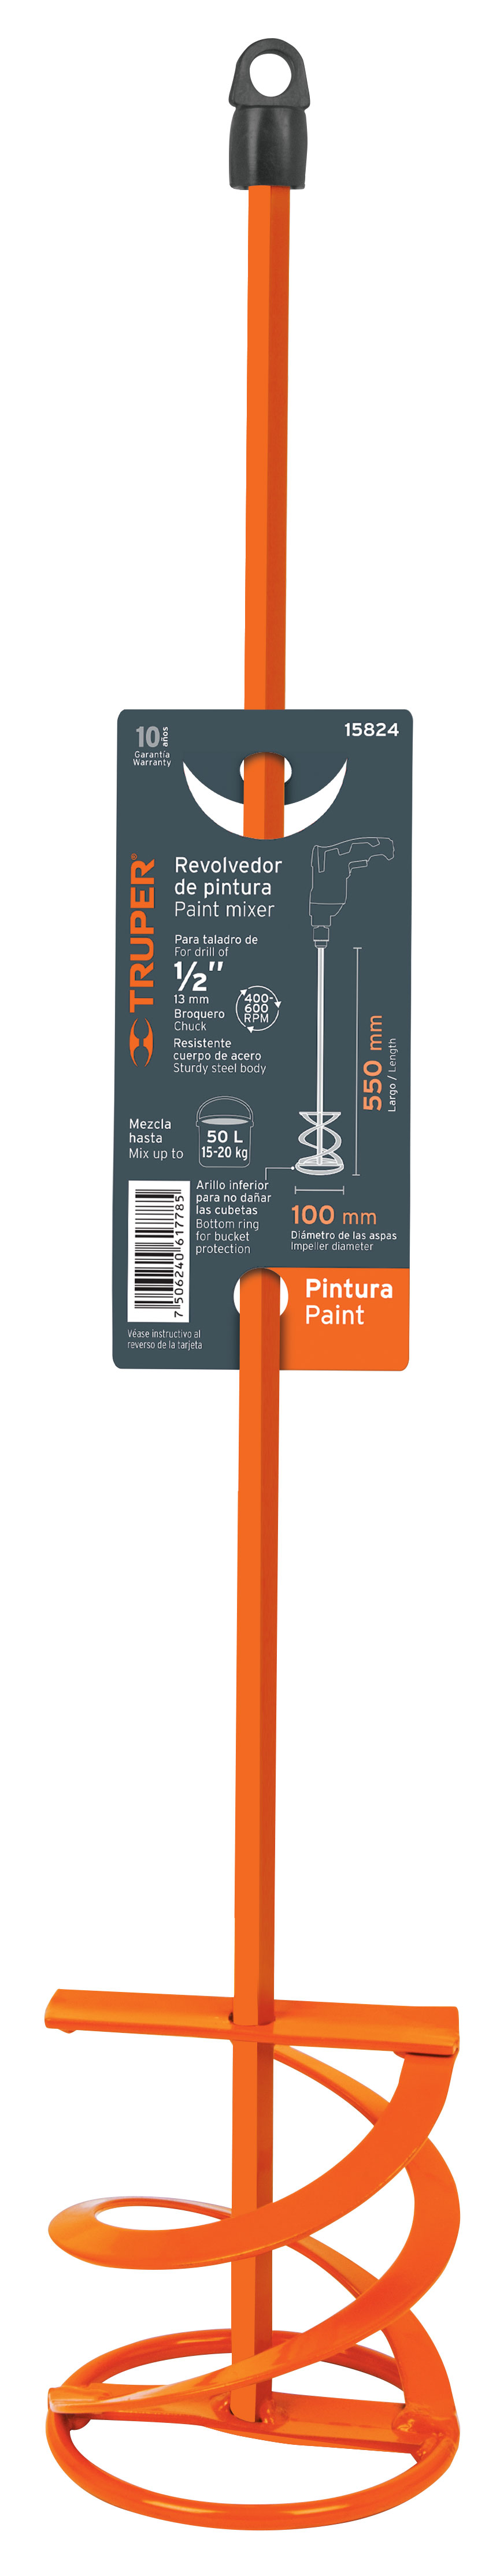 10 años
Garantía
Warranty
15824
TRUPER®
Revolvedor
de pintura
Paint mixer
Para taladro de
For drill of
1/2"
13 mm
Broquero
Chuck
400-
600
RPM
Resistente
cuerpo de acero
Sturdy steel body
550 mm
Largo / Length
Mezcla
hasta
Mix up to
50 L
15-20 kg
Arillo inferior
para no dañar
las cubetas
Bottom ring
for bucket
protection
100 mm
Diámetro de las aspas
Impeller diameter
7 506240 617785
Véase instructivo al
reverso de la tarjeta
Pintura
Paint